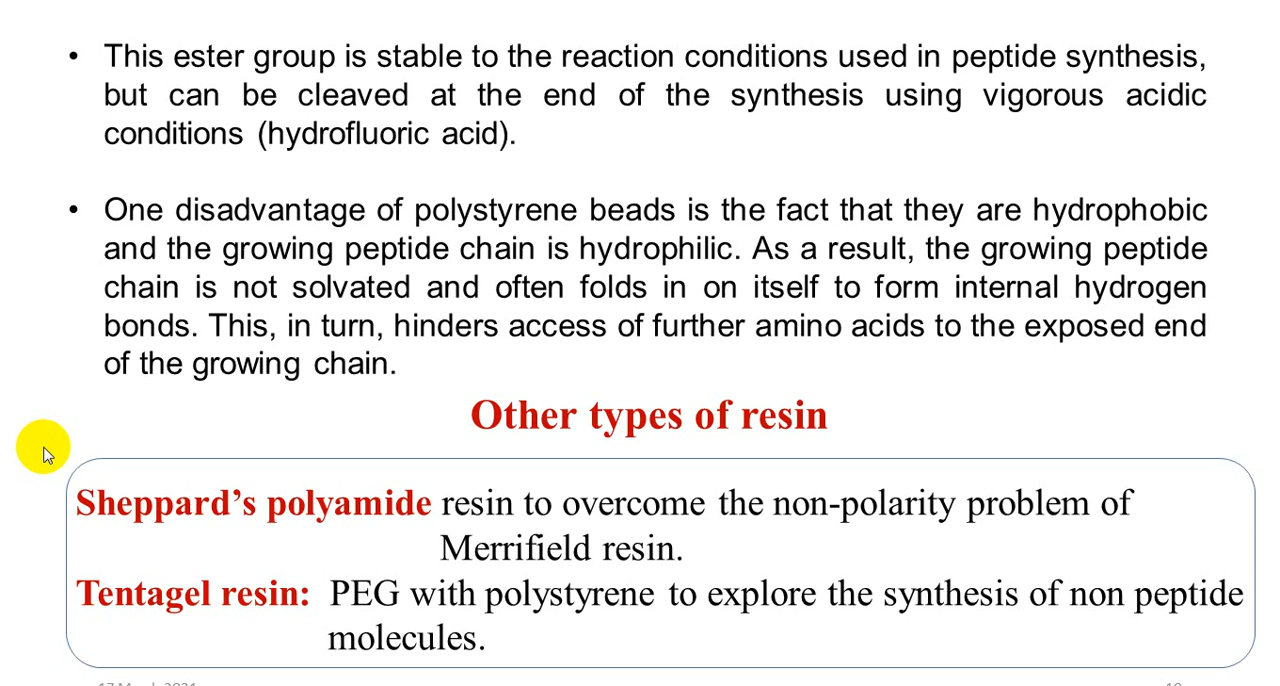 • This ester group is stable to the reaction conditions used in peptide synthesis,
but can be cleaved at the end of the synthesis using vigorous acidic
conditions (hydrofluoric acid).
• One disadvantage of polystyrene beads is the fact that they are hydrophobic
and the growing peptide chain is hydrophilic. As a result, the growing peptide
chain is not solvated and often folds in on itself to form internal hydrogen
bonds. This, in turn, hinders access of further amino acids to the exposed end
of the growing chain.
Other types of resin
Sheppard’s polyamide resin to overcome the non-polarity problem of
Merrifield resin.
Tentagel resin: PEG with polystyrene to explore the synthesis of non peptide
molecules.